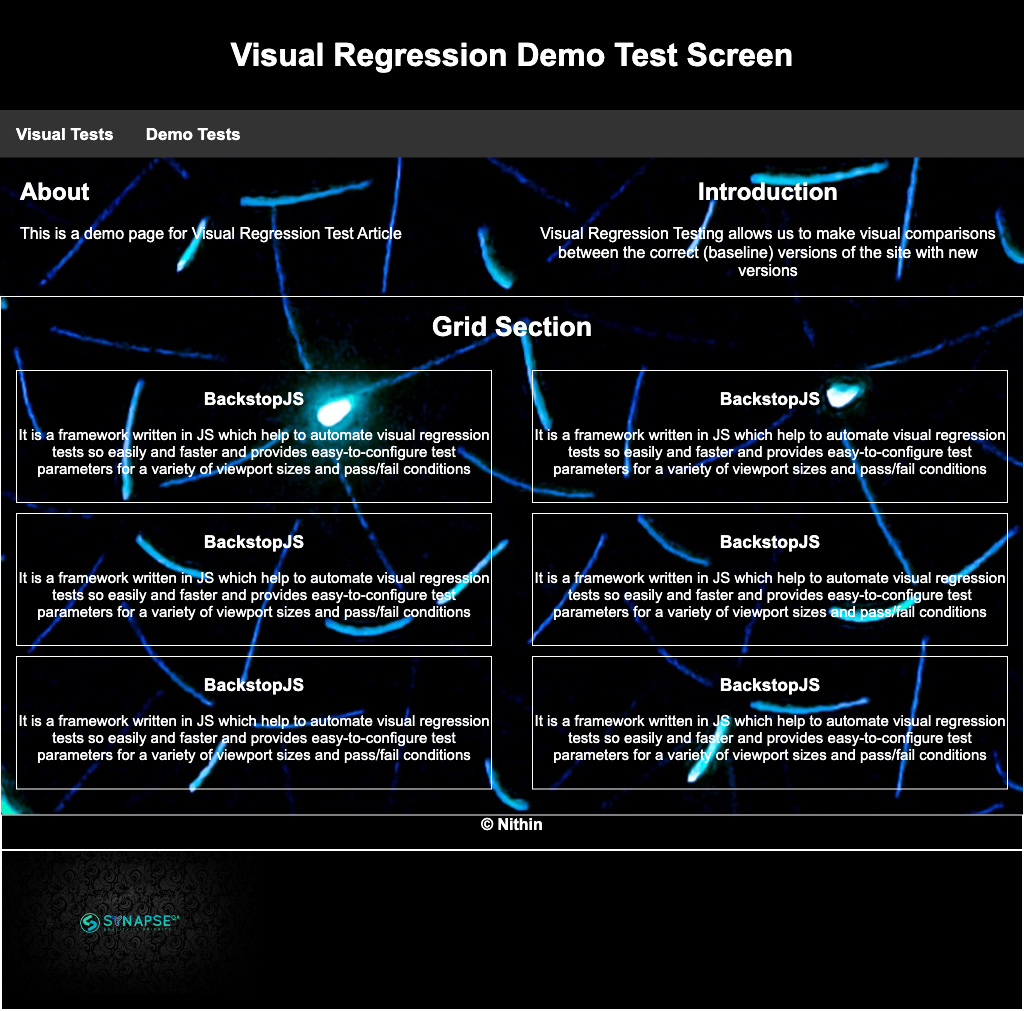 Visual Regression Demo Test Screen
Visual Tests
Demo Tests
About
This is a demo page for Visual Regression Test Article
Introduction
Visual Regression Testing allows us to make visual comparisons
between the correct (baseline) versions of the site with new
versions
Grid Section
BackstopJS
It is a framework written in JS which help to automate visual regression
tests so easily and faster and provides easy-to-configure test
parameters for a variety of viewport sizes and pass/fail conditions
BackstopJS
It is a framework written in JS which help to automate visual regression
tests so easily and faster and provides easy-to-configure test
parameters for a variety of viewport sizes and pass/fail conditions
BackstopJS
It is a framework written in JS which help to automate visual regression
tests so easily and faster and provides easy-to-configure test
parameters for a variety of viewport sizes and pass/fail conditions
BackstopJS
It is a framework written in JS which help to automate visual regression
tests so easily and faster and provides easy-to-configure test
parameters for a variety of viewport sizes and pass/fail conditions
BackstopJS
It is a framework written in JS which help to automate visual regression
tests so easily and faster and provides easy-to-configure test
parameters for a variety of viewport sizes and pass/fail conditions
BackstopJS
It is a framework written in JS which help to automate visual regression
tests so easily and faster and provides easy-to-configure test
parameters for a variety of viewport sizes and pass/fail conditions
© Nithin
SYNAPSE QA